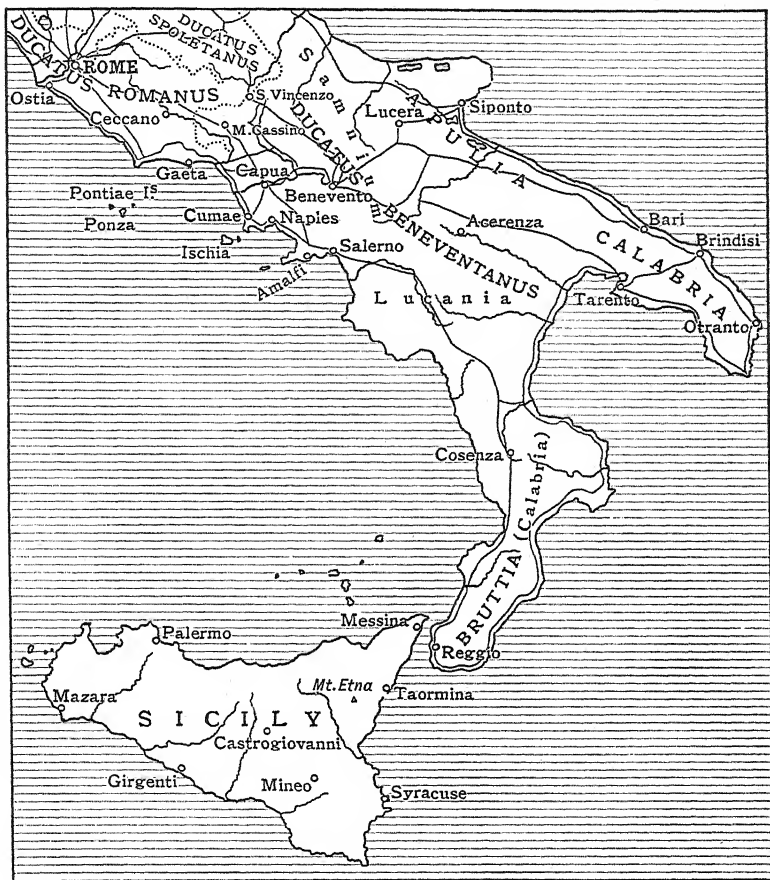 DUCATUS
SPOLETANUS
DUCATUS
ROMANUS
ROME
Ostia
Ceccano
S. Vincenzo
M. Cassino
Samnium
Lucera
Siponto
APULIA
DUCATUS
BENEVENTANUS
Gaeta
Capua
Benevento
Pontiae Is
Ponza
Cumae
Naples
Ischia
Amalfi
Salerno
Acerenza
Bari
Brindisi
CALABRIA
Tarento
Otranto
Lucania
Cosenza
BRUTTIA (Calabria)
Messina
Reggio
Palermo
Mt. Etna
Taormina
Mazara
SICILY
Castrogiovanni
Girgenti
Mineo
Syracuse